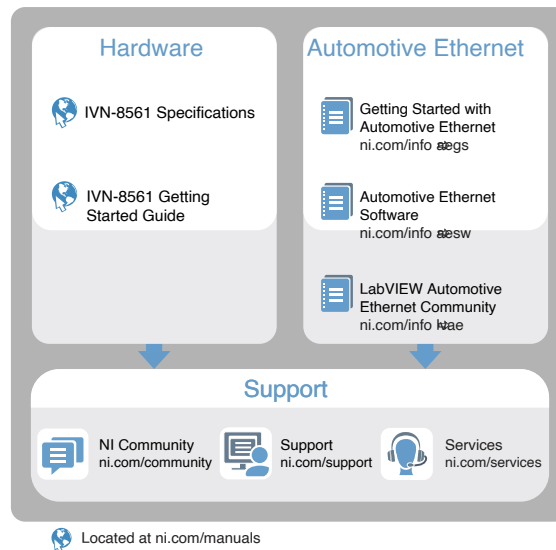 Hardware
IVN-8561 Specifications
IVN-8561 Getting
Started Guide
Automotive Ethernet
Getting Started with
Automotive Ethernet
ni.com/info aegs
Automotive Ethernet
Software
ni.com/info aesw
LabVIEW Automotive
Ethernet Community
ni.com/info lvae
Support
NI Community
ni.com/community
Support
ni.com/support
Services
ni.com/services
Located at ni.com/manuals